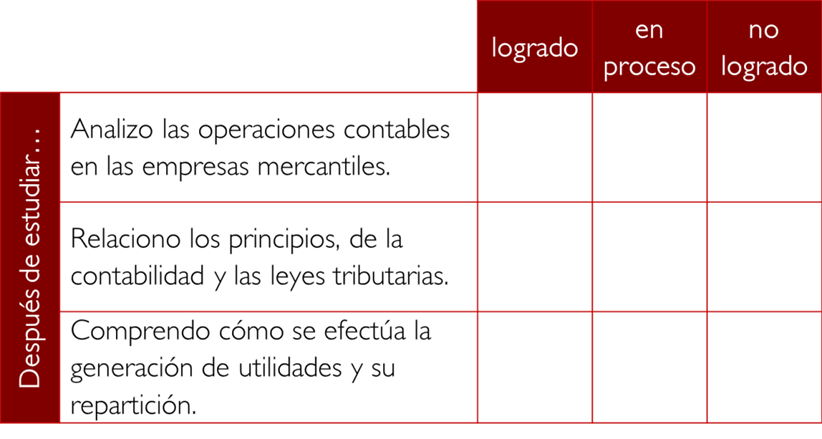 logrado
en
proceso
no
logrado
Después de estudiar…
Analizo las operaciones contables
en las empresas mercantiles.
Relaciono los principios, de la
contabilidad y las leyes tributarias.
Comprendo cómo se efectúa la
generación de utilidades y su
repartición.